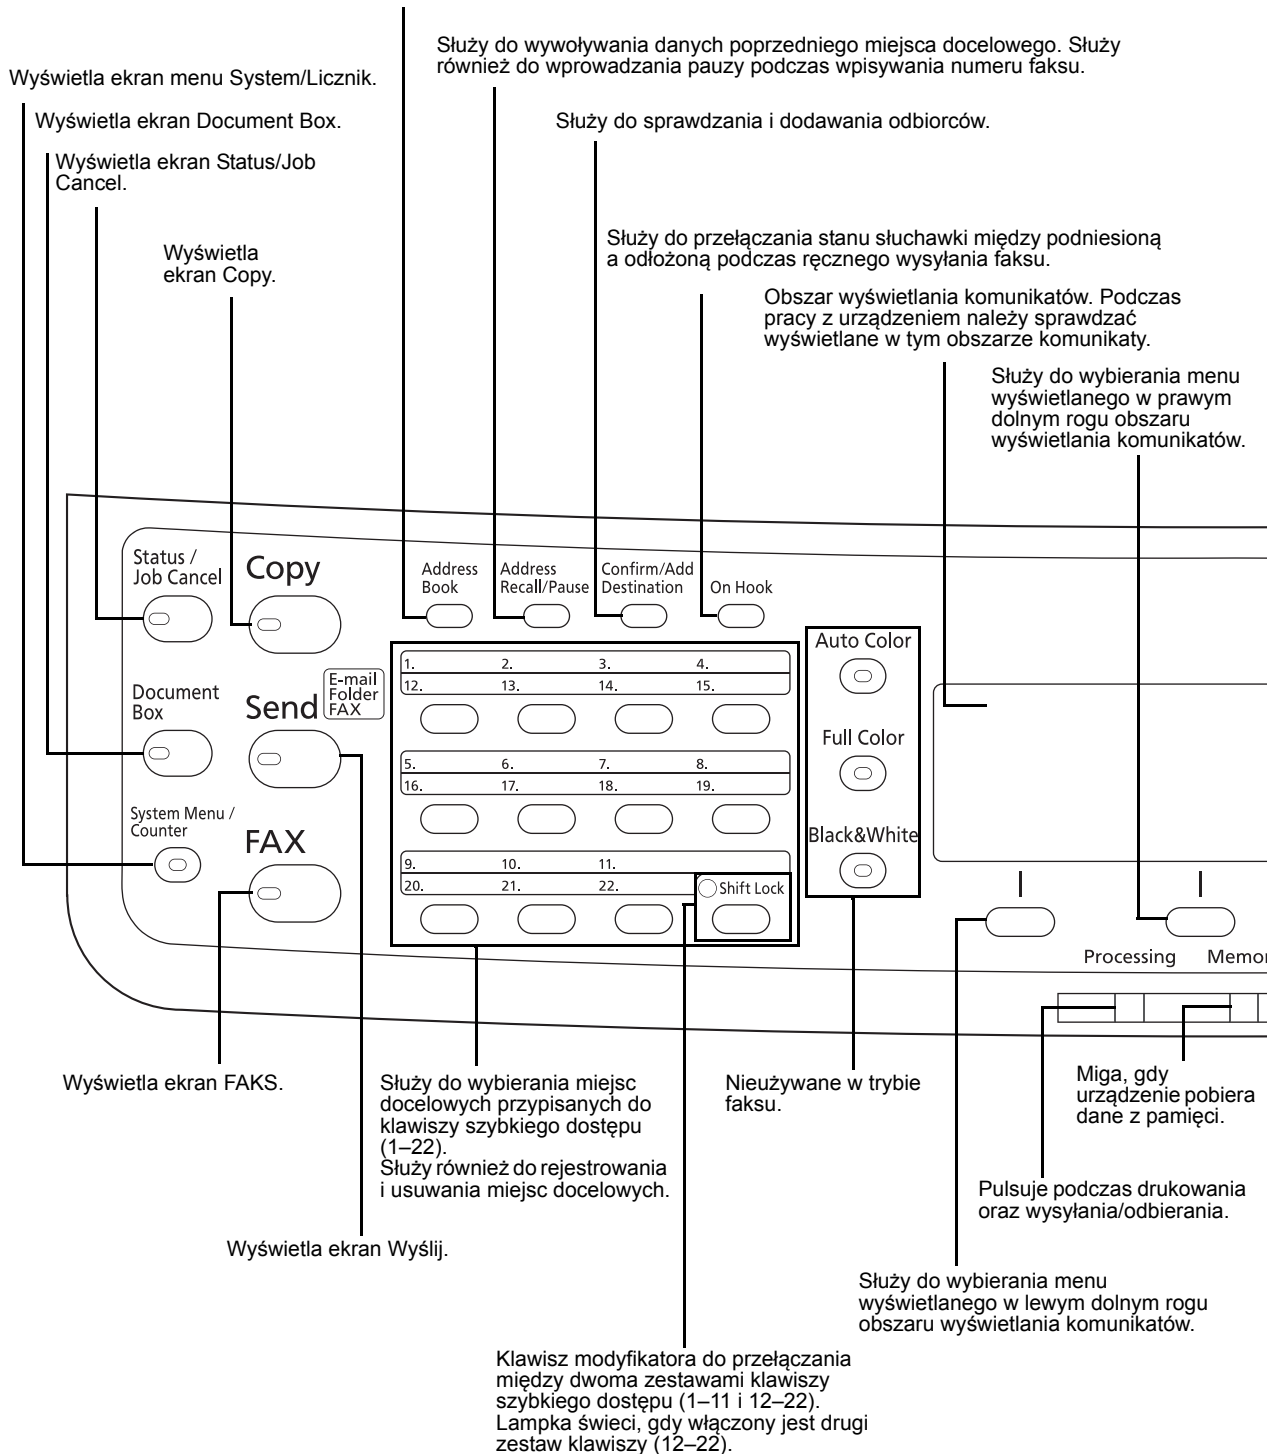 Służy do wywoływania danych poprzedniego miejsca docelowego. Służy
również do wprowadzania pauzy podczas wpisywania numeru faksu.
Wyświetla ekran menu System/Licznik.
Wyświetla ekran Document Box.
Służy do sprawdzania i dodawania odbiorców.
Wyświetla ekran Status/Job
Cancel.
Wyświetla
ekran Copy.
Służy do przełączania stanu słuchawki między podniesioną
a odłożoną podczas ręcznego wysyłania faksu.
Obszar wyświetlania komunikatów. Podczas
pracy z urządzeniem należy sprawdzać
wyświetlane w tym obszarze komunikaty.
Służy do wybierania menu
wyświetlanego w prawym
dolnym rogu obszaru
wyświetlania komunikatów.
Status /
Job Cancel
Copy
Address
Book
Address
Recall/Pause
Confirm/Add
Destination
On Hook
Document
Box
Send
E-mail
Folder
FAX
System Menu /
Counter
FAX
1. 2. 3. 4.
12. 13. 14. 15.
5. 6. 7. 8.
16. 17. 18. 19.
9. 10. 11.
20. 21. 22.
Shift Lock
Auto Color
Full Color
Black&White
Processing
Memor
Wyświetla ekran FAKS.
Służy do wybierania miejsc
docelowych przypisanych do
klawiszy szybkiego dostępu
(1–22).
Służy również do rejestrowania
i usuwania miejsc docelowych.
Nieużywane w trybie
faksu.
Miga, gdy
urządzenie pobiera
dane z pamięci.
Pulsuje podczas drukowania
oraz wysyłania/odbierania.
Wyświetla ekran Wyślij.
Służy do wybierania menu
wyświetlanego w lewym dolnym rogu
obszaru wyświetlania komunikatów.
Klawisz modyfikatora do przełączania
między dwoma zestawami klawiszy
szybkiego dostępu (1–11 i 12–22).
Lampka świeci, gdy włączony jest drugi
zestaw klawiszy (12–22).